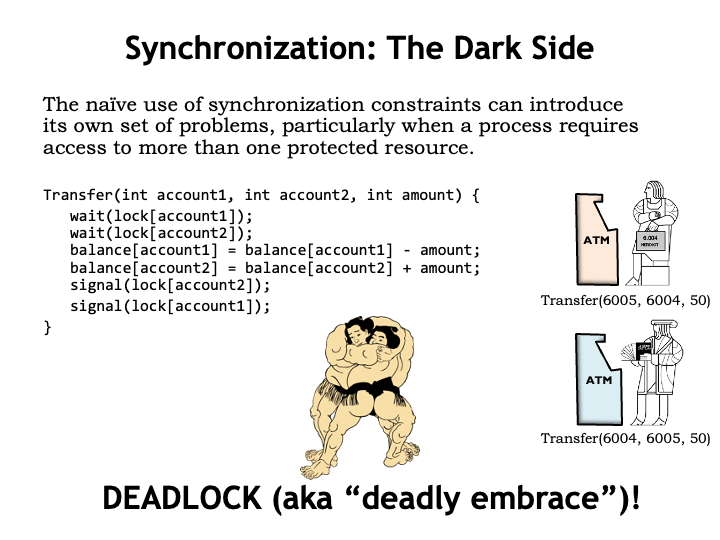 Synchronization: The Dark Side
The naïve use of synchronization constraints can introduce
its own set of problems, particularly when a process requires
access to more than one protected resource.
Transfer(int account1, int account2, int amount) {
wait(lock[account1]);
wait(lock[account2]);
balance[account1] = balance[account1] - amount;
balance[account2] = balance[account2] + amount;
signal(lock[account2]);
signal(lock[account1]);
}
ATM
6.004
Transfer(6005, 6004, 50)
ATM
Transfer(6004, 6005, 50)
DEADLOCK (aka “deadly embrace”)!